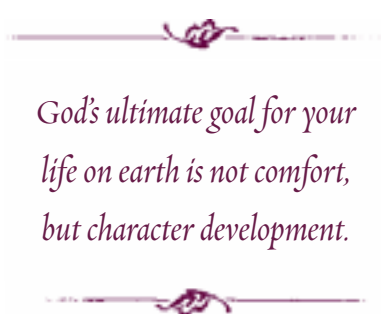 God's ultimate goal for your
life on earth is not comfort,
but character development.